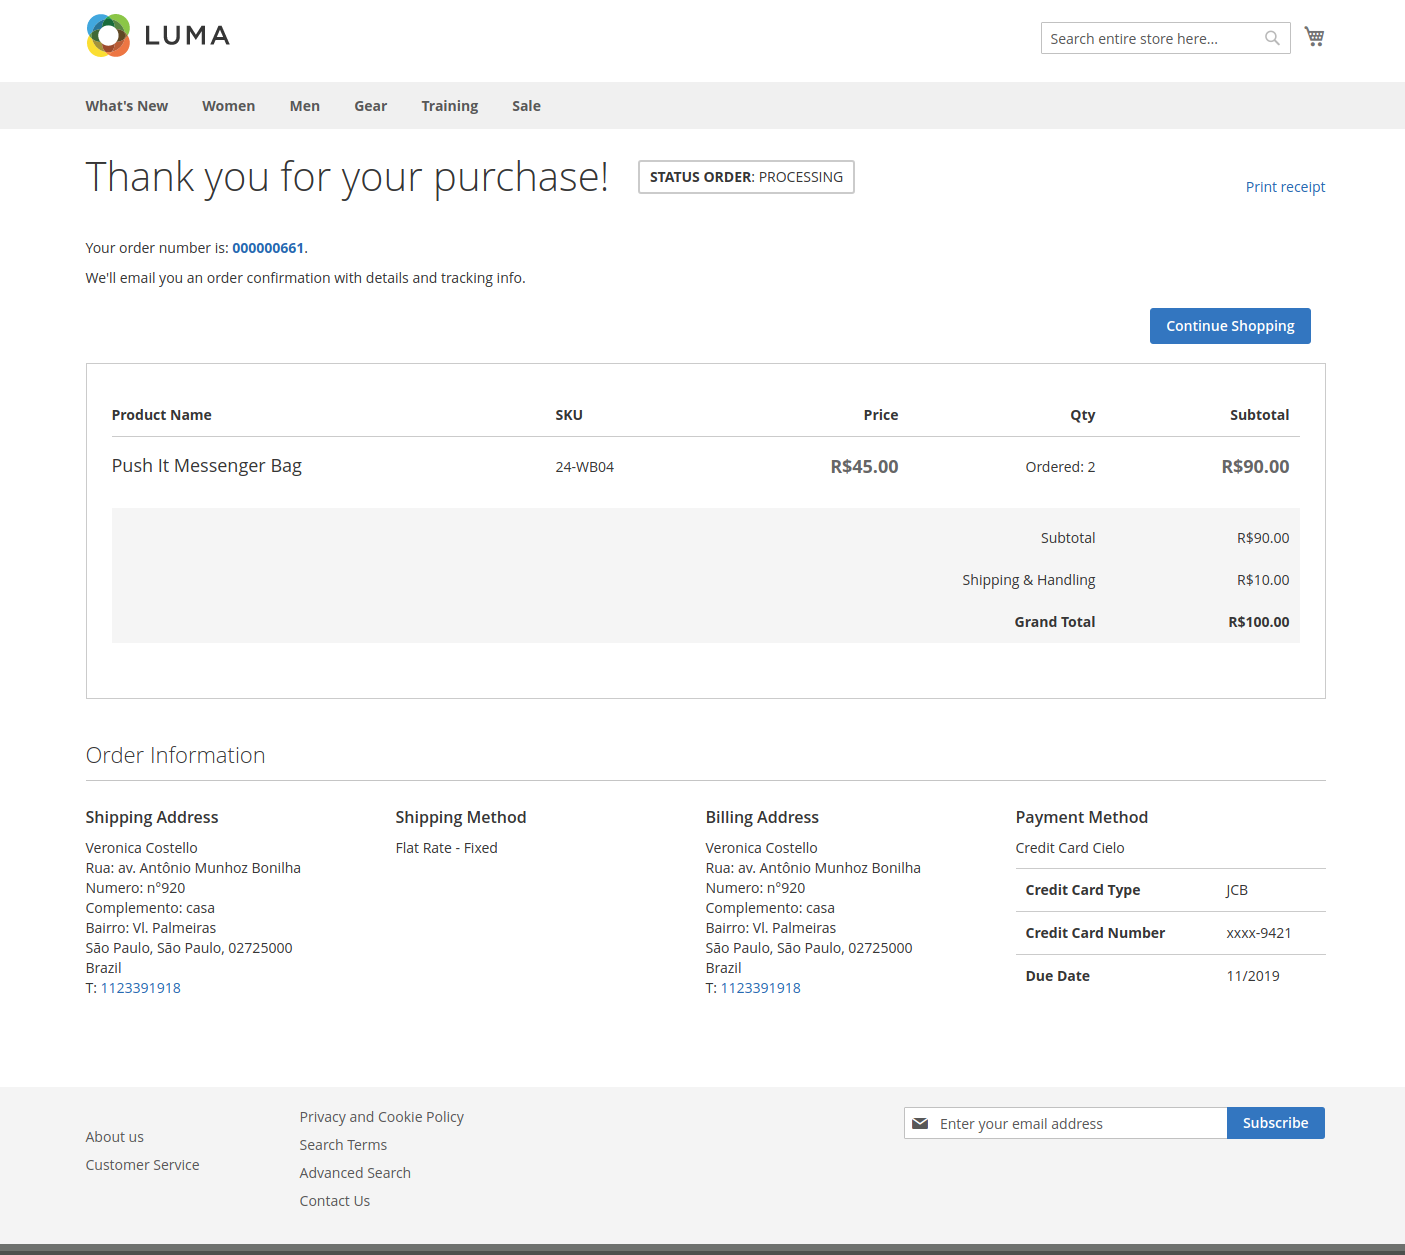 LUMA
Search entire store here...
What's New Women Men Gear Training Sale
Thank you for your purchase! STATUS ORDER: PROCESSING
Print receipt
Your order number is: 000000661.
We'll email you an order confirmation with details and tracking info.
Continue Shopping
Product Name SKU Price Qty Subtotal
Push It Messenger Bag 24-WB04 R$45.00 Ordered: 2 R$90.00
Subtotal R$90.00
Shipping & Handling R$10.00
Grand Total R$100.00
Order Information
Shipping Address
Veronica Costello
Rua: av. Antônio Munhoz Bonilha
Numero: n°920
Complemento: casa
Bairro: Vl. Palmeiras
São Paulo, São Paulo, 02725000
Brazil
T: 1123391918
Shipping Method
Flat Rate - Fixed
Billing Address
Veronica Costello
Rua: av. Antônio Munhoz Bonilha
Numero: n°920
Complemento: casa
Bairro: Vl. Palmeiras
São Paulo, São Paulo, 02725000
Brazil
T: 1123391918
Payment Method
Credit Card Cielo
Credit Card Type JCB
Credit Card Number xxxx-9421
Due Date 11/2019
About us
Customer Service
Privacy and Cookie Policy
Search Terms
Advanced Search
Contact Us
Enter your email address Subscribe